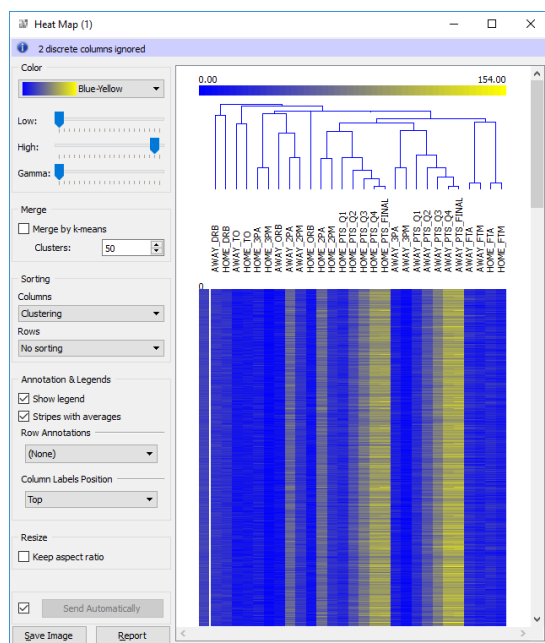 Heat Map (1)
2 discrete columns ignored
Color
Blue-Yellow
Low:
High:
Gamma:
Merge
Merge by k-means
Clusters: 50
Sorting
Columns
Clustering
Rows
No sorting
Annotation & Legends
Show legend
Stripes with averages
Row Annotations
(None)
Column Labels Position
Top
Resize
Keep aspect ratio
Send Automatically
Save Image Report
0.00 154.00
AWAY_DRB
HOME_DRB
AWAY_TO
HOME_TO
HOME_3PA
HOME_3PM
AWAY_ORB
AWAY_2PA
AWAY_2PM
HOME_ORB
HOME_2PA
HOME_2PM
HOME_PTS_Q1
HOME_PTS_Q2
HOME_PTS_Q3
HOME_PTS_Q4
HOME_PTS_FINAL
AWAY_3PA
AWAY_3PM
AWAY_PTS_Q1
AWAY_PTS_Q2
AWAY_PTS_Q3
AWAY_PTS_Q4
AWAY_PTS_FINAL
AWAY_FTA
AWAY_FTM
HOME_FTA
HOME_FTM
0